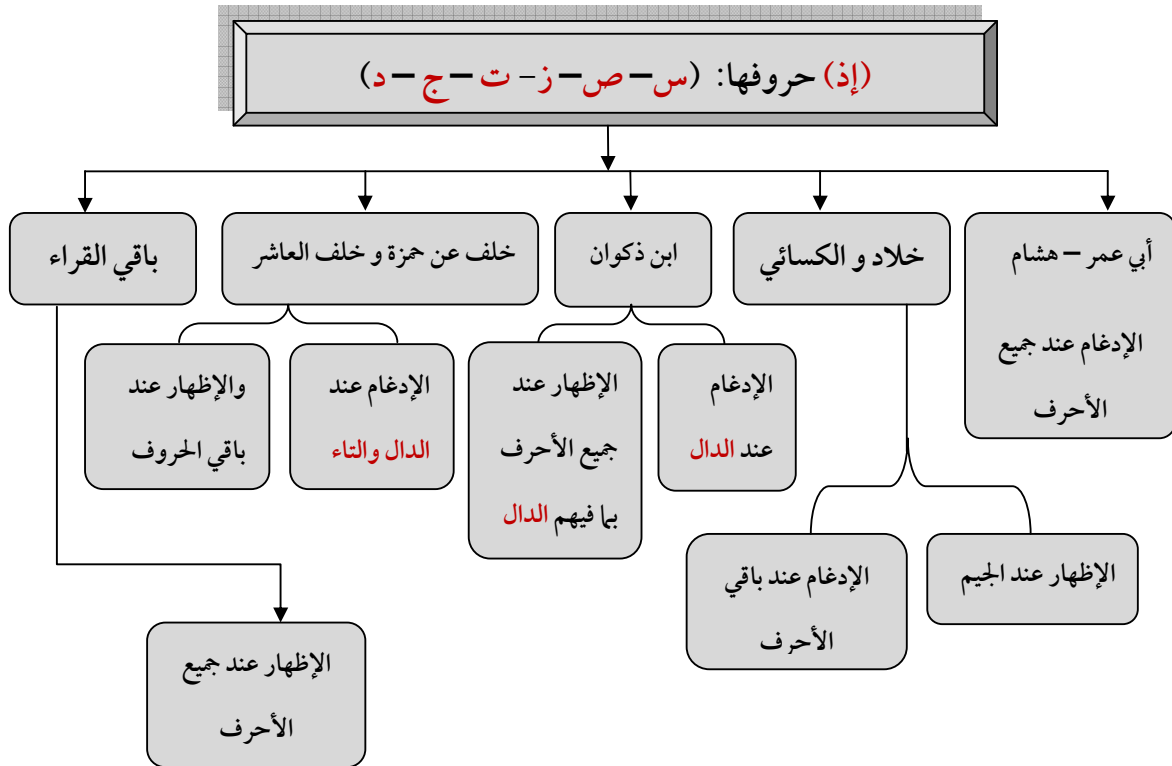 (إذ) حروفها: (س – ص – ز – ت – ج – د)
أبي عمر – هشام
الإدغام عند جميع
الأحرف
خلاد و الكسائي
الإظهار عند الجيم
الإدغام عند باقي
الأحرف
ابن ذكوان
الإدغام
عند الدال
الإظهار عند
جميع الأحرف
بما فيهم الدال
خلف عن حمزة و خلف العاشر
الإدغام عند
الدال والتاء
والإظهار عند
باقي الحروف
باقي القراء
الإظهار عند جميع
الأحرف